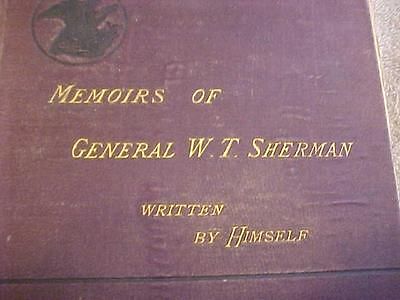 MEMOIRS OF
GENERAL W. T. SHERMAN
WRITTEN
BY HIMSELF